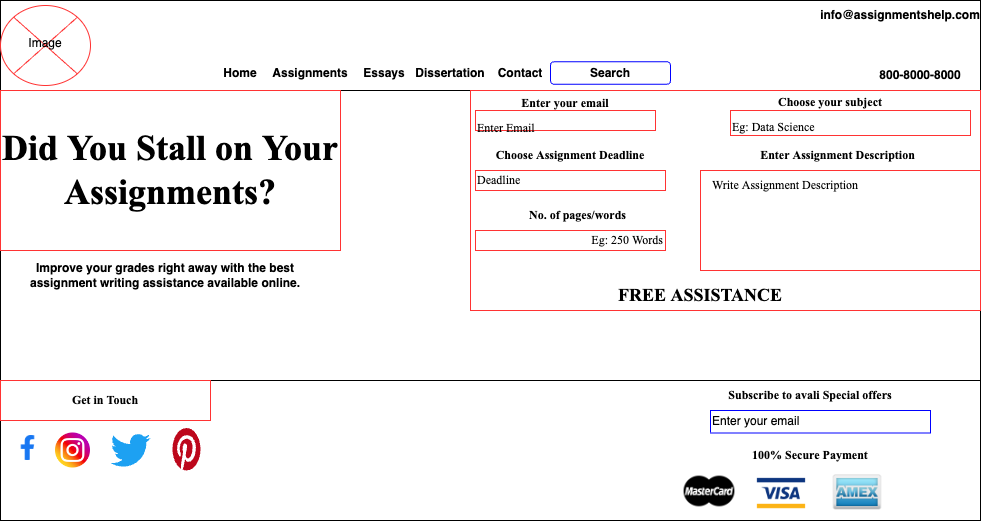 info@assignmentshelp.com
Image
Home Assignments Essays Dissertation Contact Search
800-8000-8000
Did You Stall on Your
Assignments?
Improve your grades right away with the best
assignment writing assistance available online.
Enter your email
Enter Email
Choose your subject
Eg: Data Science
Choose Assignment Deadline
Deadline
Enter Assignment Description
Write Assignment Description
No. of pages/words
Eg: 250 Words
FREE ASSISTANCE
Get in Touch
Subscribe to avali Special offers
Enter your email
100% Secure Payment
MasterCard VISA AMEX